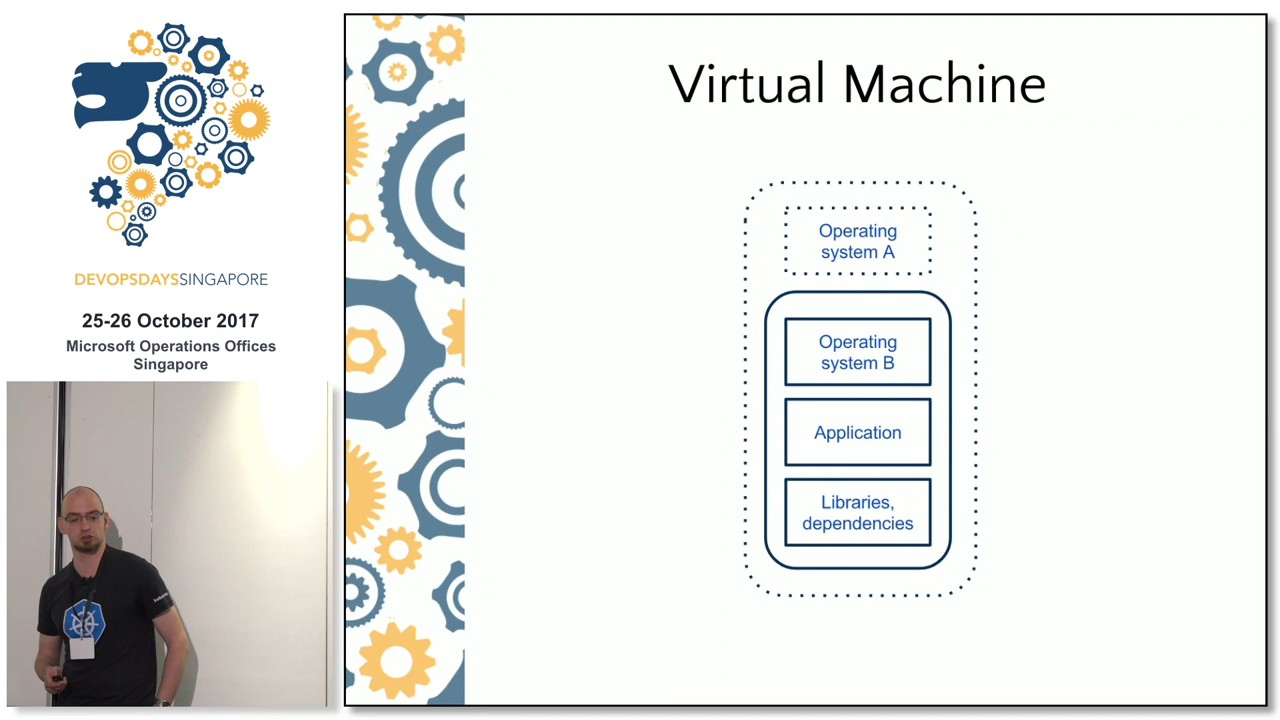 DEVOPSDAYSSINGAPORE
25-26 October 2017
Microsoft Operations Offices
Singapore
Virtual Machine
Operating
system A
Operating
system B
Application
Libraries,
dependencies